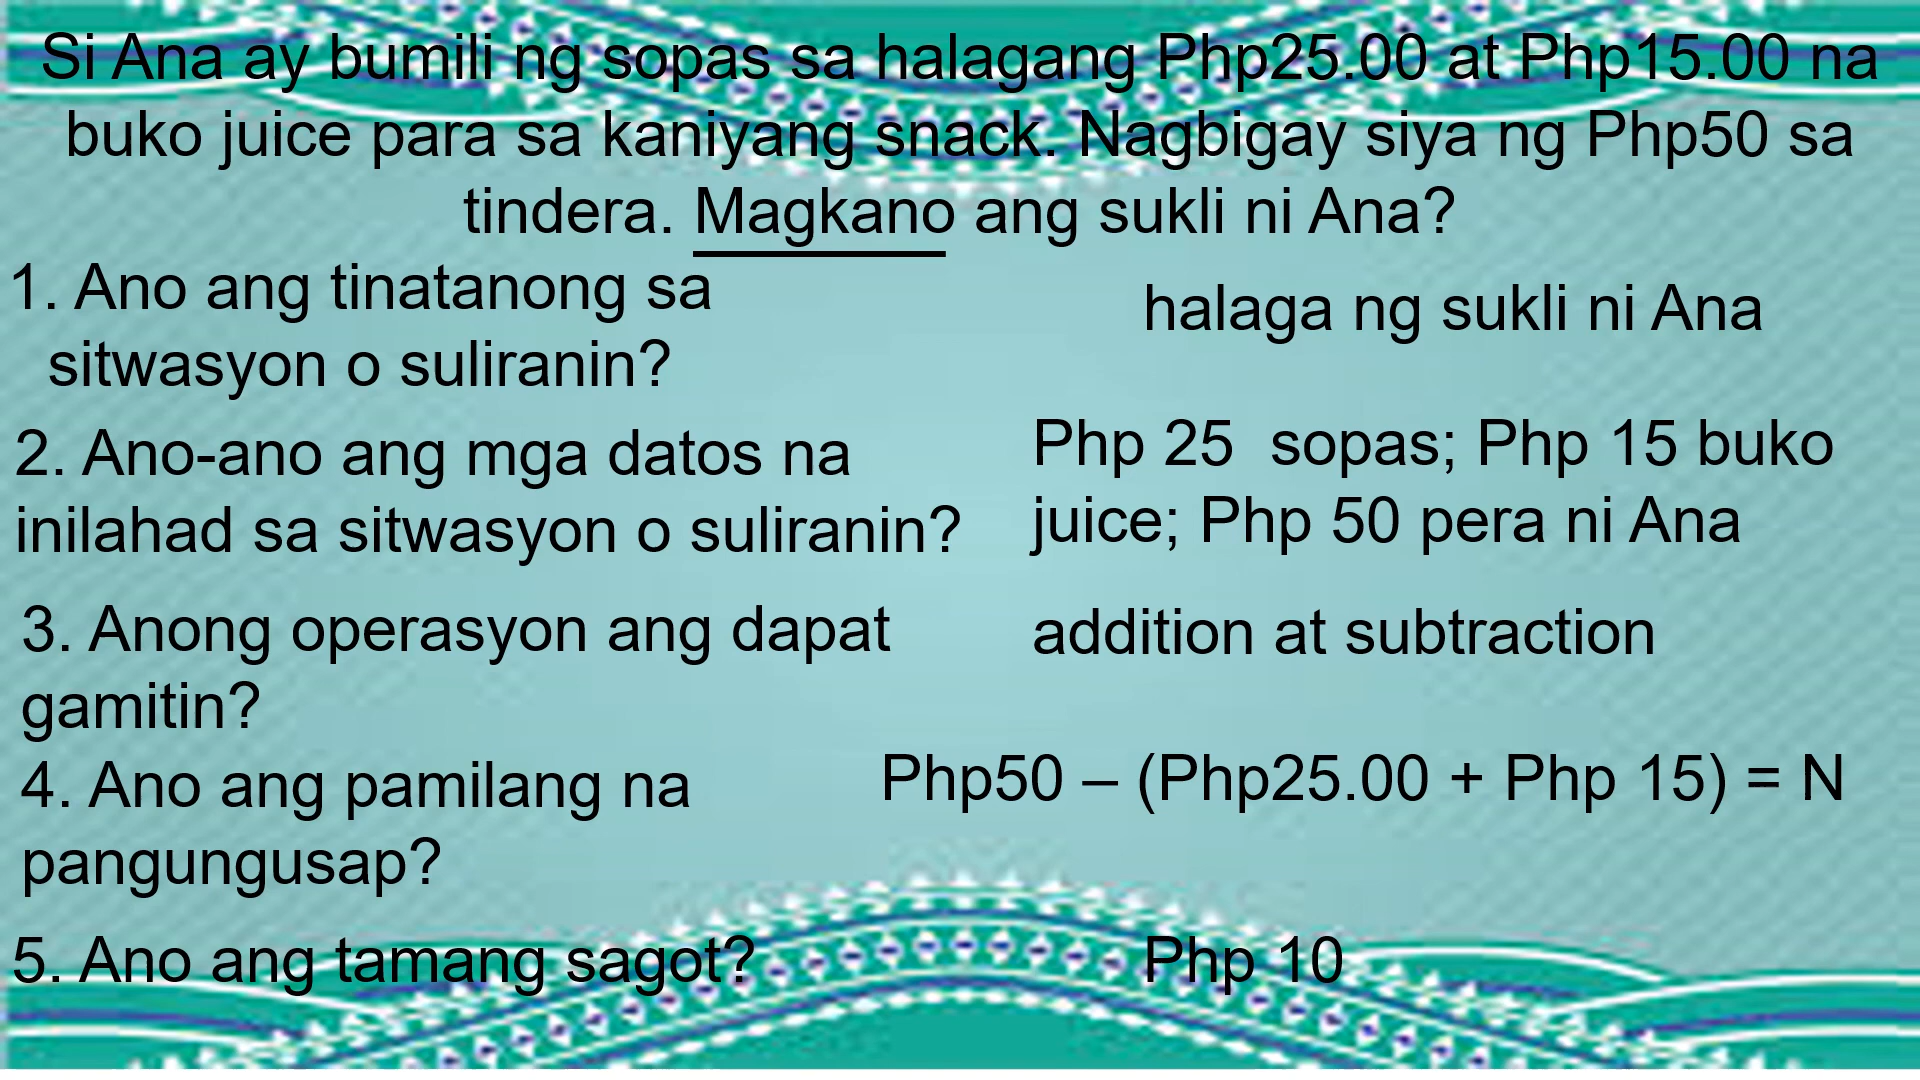 Si Ana ay bumili ng sopas sa halagang Php25.00 at Php15.00 na
buko juice para sa kaniyang snack. Nagbigay siya ng Php50 sa
tindera. Magkano ang sukli ni Ana?
1. Ano ang tinatanong sa
sitwasyon o suliranin?
halaga ng sukli ni Ana
2. Ano-ano ang mga datos na
inilahad sa sitwasyon o suliranin?
Php 25  sopas; Php 15 buko
juice; Php 50 pera ni Ana
3. Anong operasyon ang dapat
gamitin?
addition at subtraction
4. Ano ang pamilang na
pangungusap?
Php50 – (Php25.00 + Php 15) = N
5. Ano ang tamang sagot?
Php 10